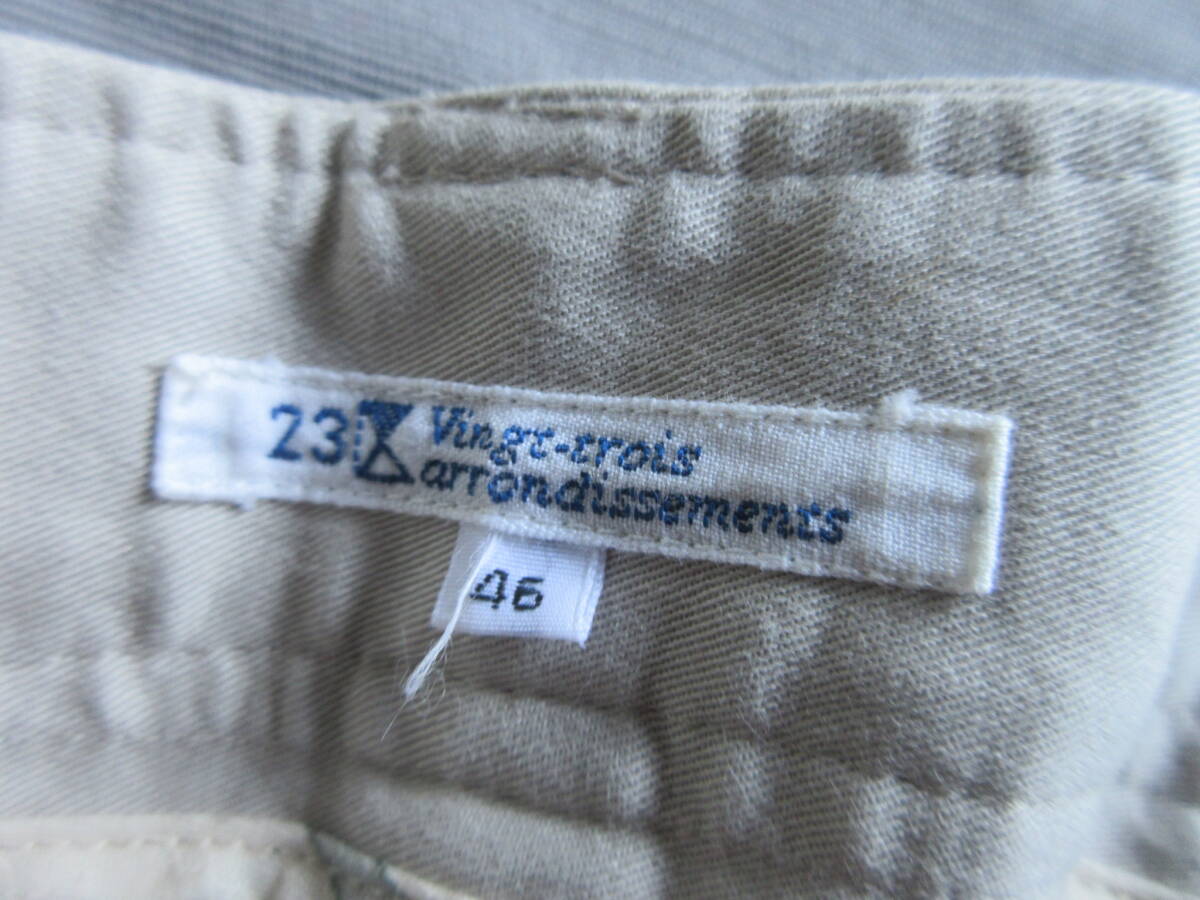 23 Vingt-trois
arrondissements
46